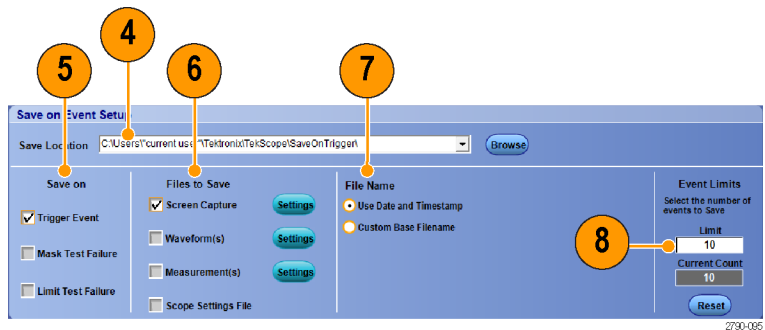 4
5
6
7
Save on Event Setup
Save Location C:\Users\"current user"\Tektronix\TekScope\SaveOnTrigger\ Browse
Save on
Trigger Event
Mask Test Failure
Limit Test Failure
Files to Save
Screen Capture Settings
Waveform(s) Settings
Measurement(s) Settings
Scope Settings File
File Name
Use Date and Timestamp
Custom Base Filename
8
Event Limits
Select the number of
events to Save
Limit
10
Current Count
10
Reset
2790-095